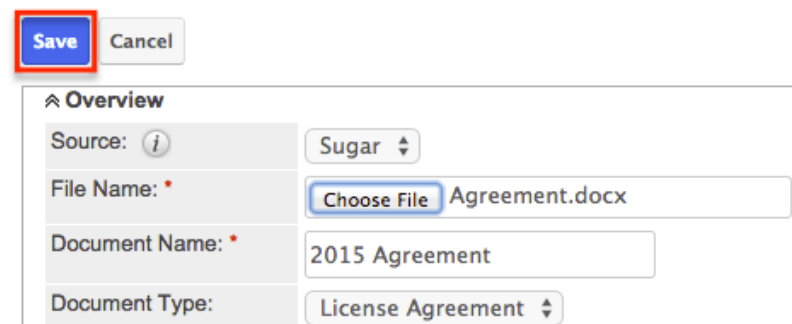 Save Cancel
Overview
Source: i Sugar
File Name: * Choose File Agreement.docx
Document Name: * 2015 Agreement
Document Type: License Agreement